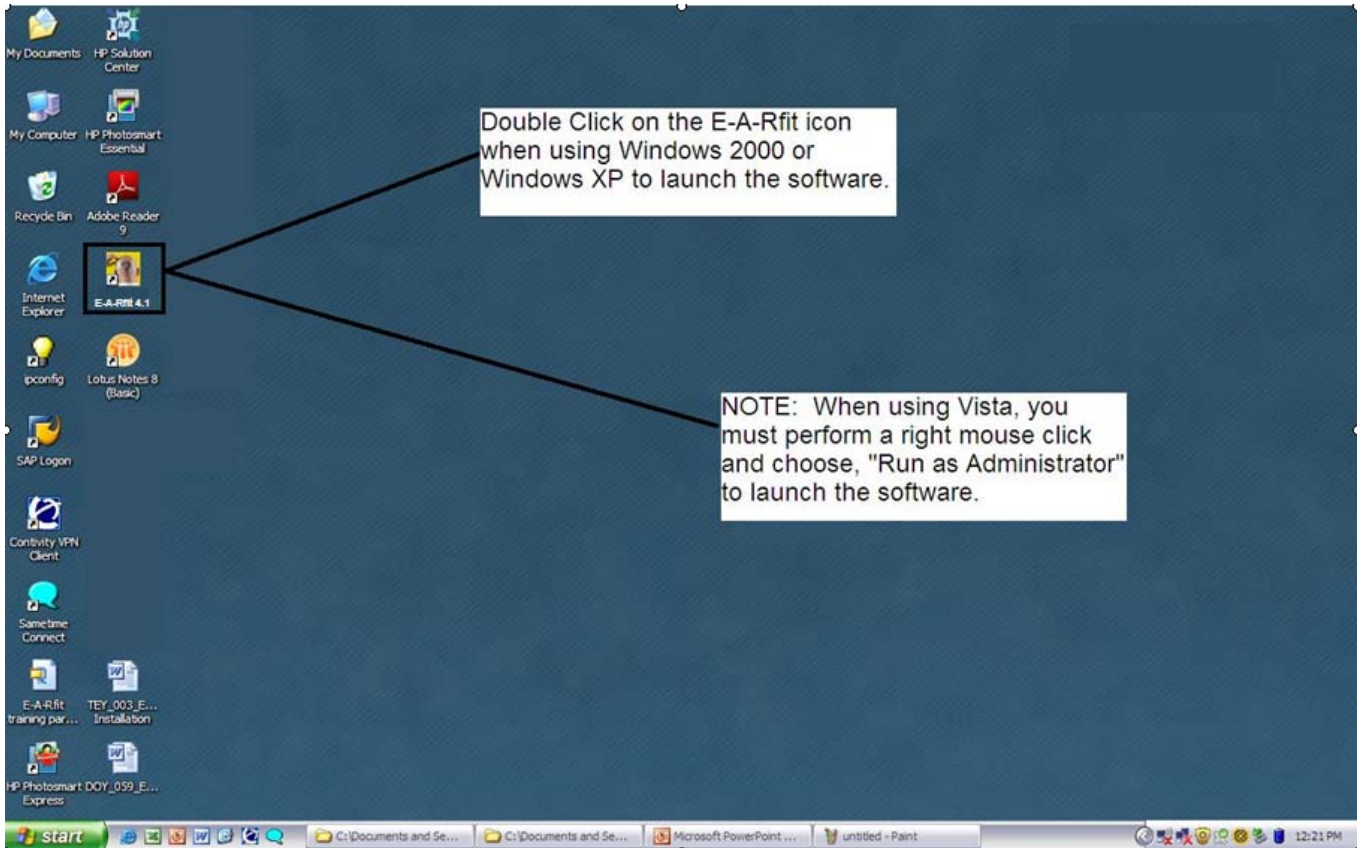 My Documents
HP Solution
Center
My Computer
HP Photosmart
Essential
Recycle Bin
Adobe Reader
9
Internet
Explorer
E-A-Rfit 4.1
ipconfig
Lotus Notes 8
(Basic)
SAP Logon
Contivity VPN
Client
Sametime
Connect
E-A-Rfit
training par...
TEY_003_E...
Installation
HP Photosmart
Express
DOY_059_E...
Double Click on the E-A-Rfit icon
when using Windows 2000 or
Windows XP to launch the software.
NOTE:  When using Vista, you
must perform a right mouse click
and choose, "Run as Administrator"
to launch the software.
start
C:\Documents and Se...
C:\Documents and Se...
Microsoft PowerPoint ...
untitled - Paint
12:21 PM